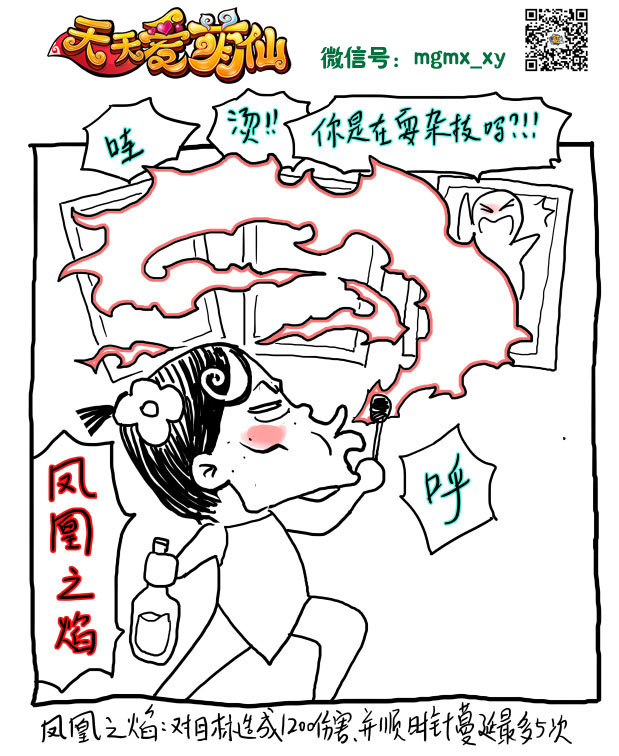 天天爱萌仙
微信号：mgmx_xy
哇
烫!!
你是在耍杂技吗?!!!
呼
凤凰之焰
凤凰之焰:对目标造成1200伤害、并顺时针蔓延最多5次